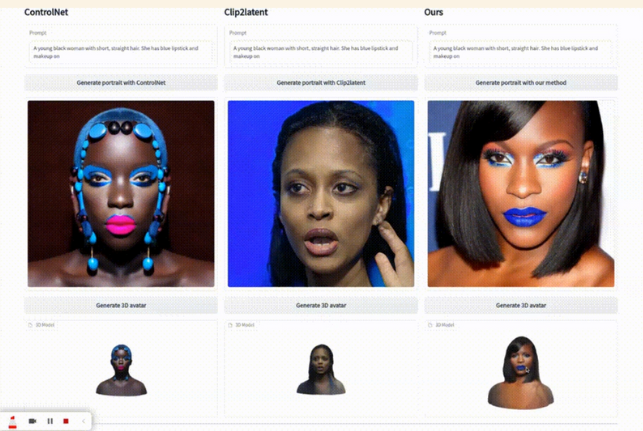 ControlNet
Clip2latent
Ours
Prompt
Prompt
Prompt
A young black woman with short, straight hair. She has blue lipstick and
makeup on
A young black woman with short, straight hair. She has blue lipstick and
makeup on
A young black woman with short, straight hair. She has blue lipstick and
makeup on
Generate portrait with ControlNet
Generate portrait with Clip2latent
Generate portrait with our method
Generate 3D avatar
Generate 3D avatar
Generate 3D avatar
3D Model
3D Model
3D Model